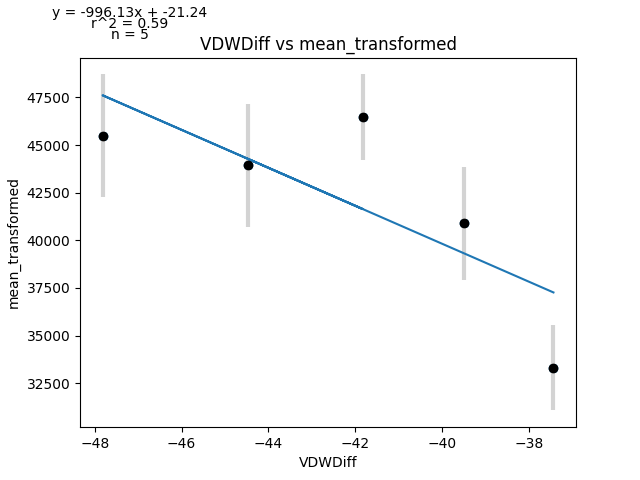 y = -996.13x + -21.24
r^2 = 0.59
n = 5
VDWDiff vs mean_transformed
47500
45000
42500
40000
37500
35000
32500
mean_transformed
−48
−46
−44
−42
−40
−38
VDWDiff